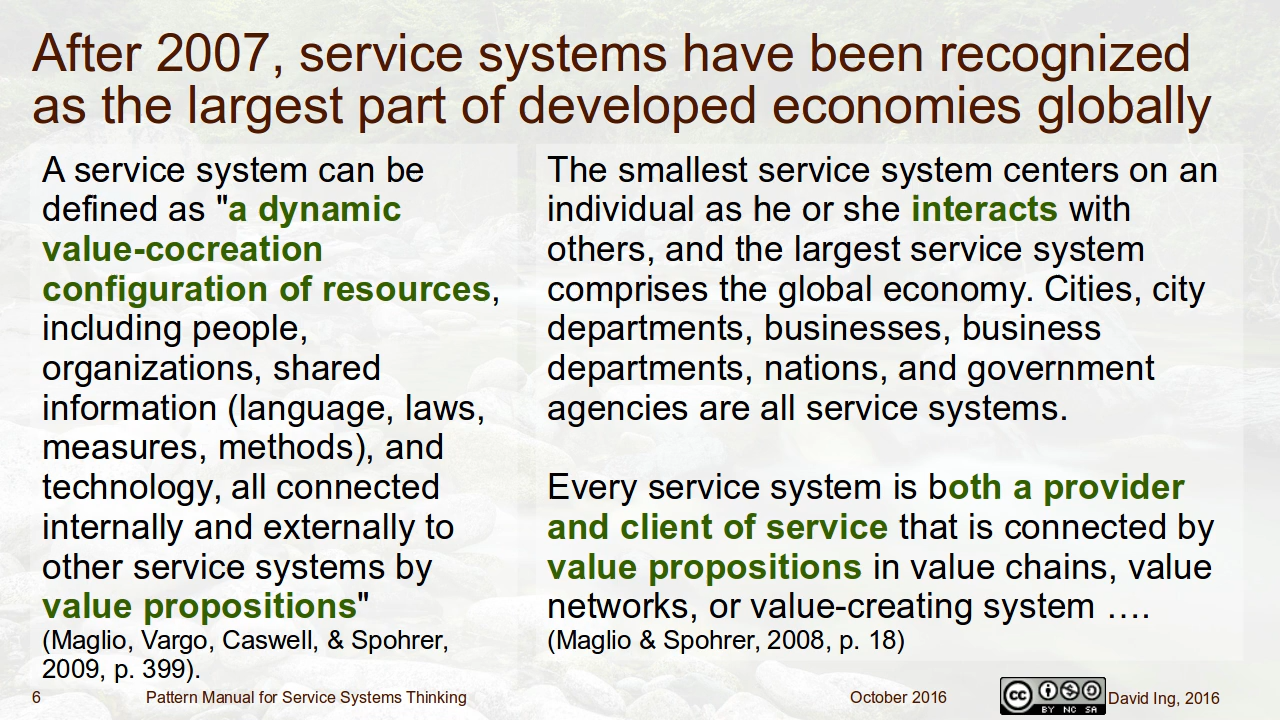 After 2007, service systems have been recognized
as the largest part of developed economies globally
A service system can be
defined as "a dynamic
value-cocreation
configuration of resources,
including people,
organizations, shared
information (language, laws,
measures, methods), and
technology, all connected
internally and externally to
other service systems by
value propositions"
(Maglio, Vargo, Caswell, & Spohrer,
2009, p. 399).
The smallest service system centers on an
individual as he or she interacts with
others, and the largest service system
comprises the global economy. Cities, city
departments, businesses, business
departments, nations, and government
agencies are all service systems.
Every service system is both a provider
and client of service that is connected by
value propositions in value chains, value
networks, or value-creating system ….
(Maglio & Spohrer, 2008, p. 18)
6 Pattern Manual for Service Systems Thinking October 2016 cc BY NC SA David Ing, 2016